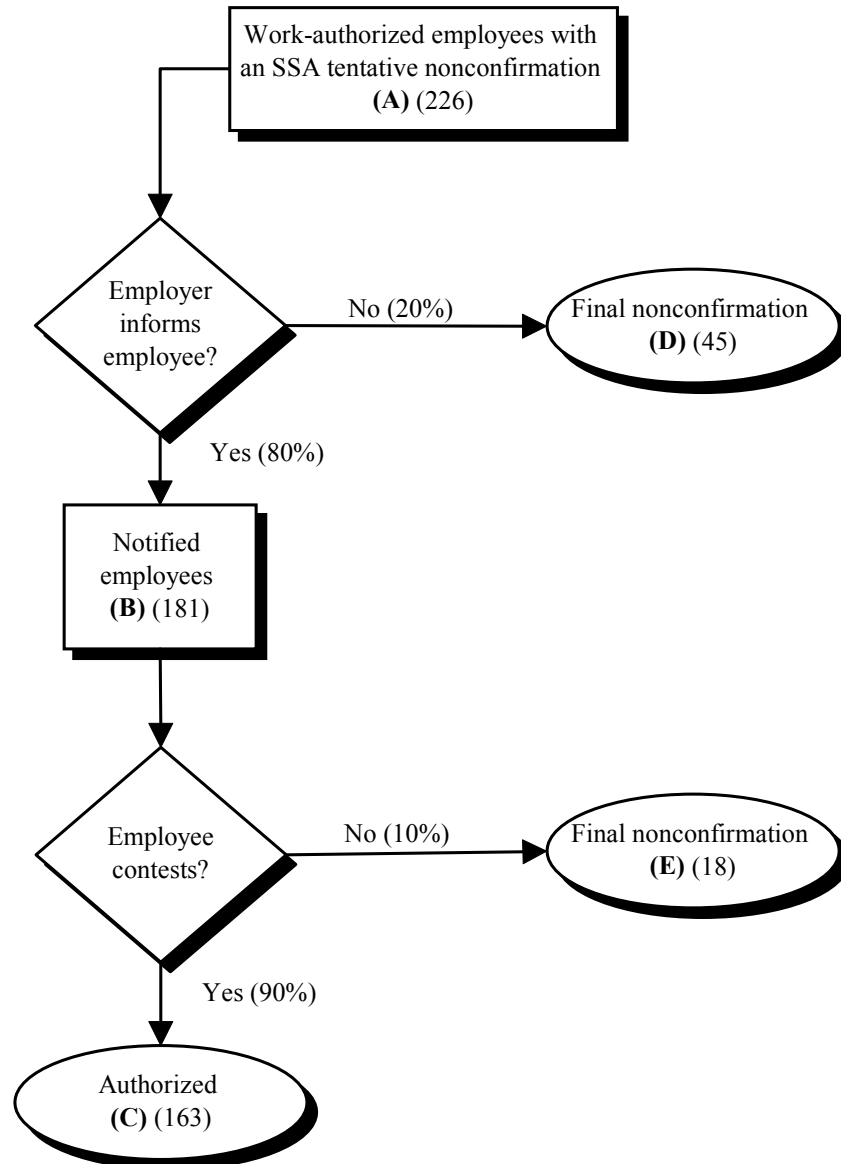 Work-authorized employees with
an SSA tentative nonconfirmation
(A) (226)
Employer
informs
employee?
No (20%)
Final nonconfirmation
(D) (45)
Yes (80%)
Notified
employees
(B) (181)
Employee
contests?
No (10%)
Final nonconfirmation
(E) (18)
Yes (90%)
Authorized
(C) (163)